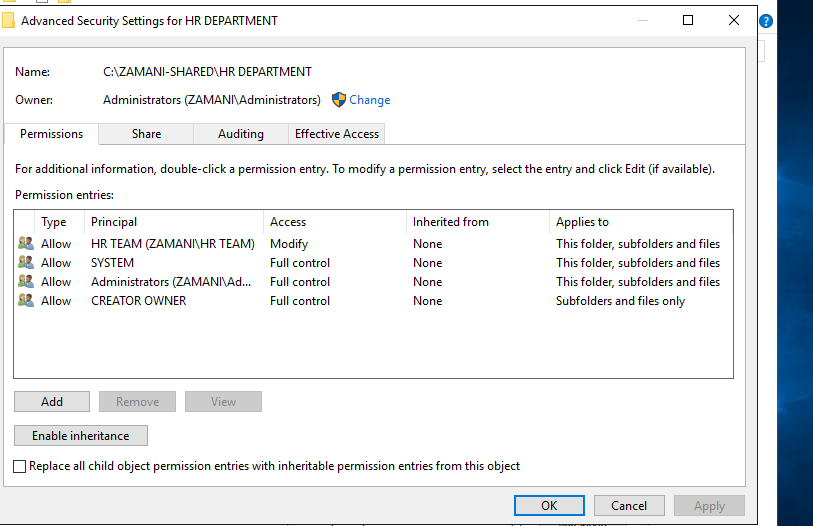 Advanced Security Settings for HR DEPARTMENT
Name: C:\ZAMANI-SHARED\HR DEPARTMENT
Owner: Administrators (ZAMANI\Administrators) Change
Permissions Share Auditing Effective Access
For additional information, double-click a permission entry. To modify a permission entry, select the entry and click Edit (if available).
Permission entries:
Type Principal Access Inherited from Applies to
Allow HR TEAM (ZAMANI\HR TEAM) Modify None This folder, subfolders and files
Allow SYSTEM Full control None This folder, subfolders and files
Allow Administrators (ZAMANI\Ad... Full control None This folder, subfolders and files
Allow CREATOR OWNER Full control None Subfolders and files only
Add Remove View
Enable inheritance
Replace all child object permission entries with inheritable permission entries from this object
OK Cancel Apply